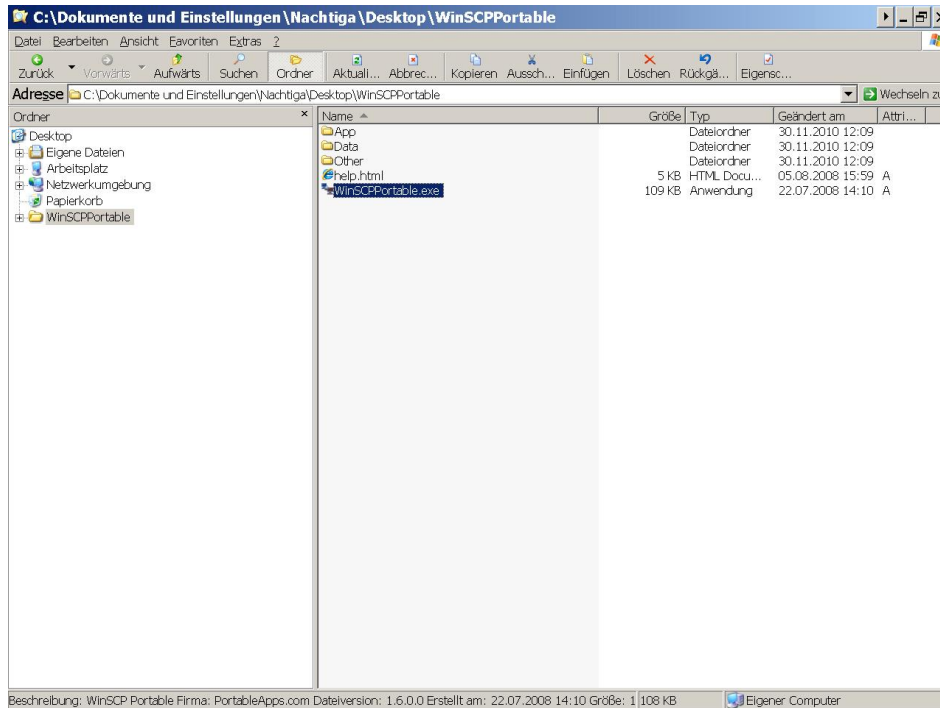 C:\Dokumente und Einstellungen\Nachtiga\Desktop\WinSCPPortable
Datei Bearbeiten Ansicht Favoriten Extras ?
Zurück Vorwärts Aufwärts Suchen Ordner Aktuali... Abbrec... Kopieren Aussch... Einfügen Löschen Rückgä... Eigensc...
Adresse C:\Dokumente und Einstellungen\Nachtiga\Desktop\WinSCPPortable Wechseln zu
Ordner × Name Größe Typ Geändert am Attri...
Desktop
Eigene Dateien
Arbeitsplatz
Netzwerkumgebung
Papierkorb
WinSCPPortable
App Dateiordner 30.11.2010 12:09
Data Dateiordner 30.11.2010 12:09
Other Dateiordner 30.11.2010 12:09
help.html 5 KB HTML Docu... 05.08.2008 15:59 A
WinSCPPortable.exe 109 KB Anwendung 22.07.2008 14:10 A
Beschreibung: WinSCP Portable Firma: PortableApps.com Dateiversion: 1.6.0.0 Erstellt am: 22.07.2008 14:10 Größe: 1 108 KB Eigener Computer